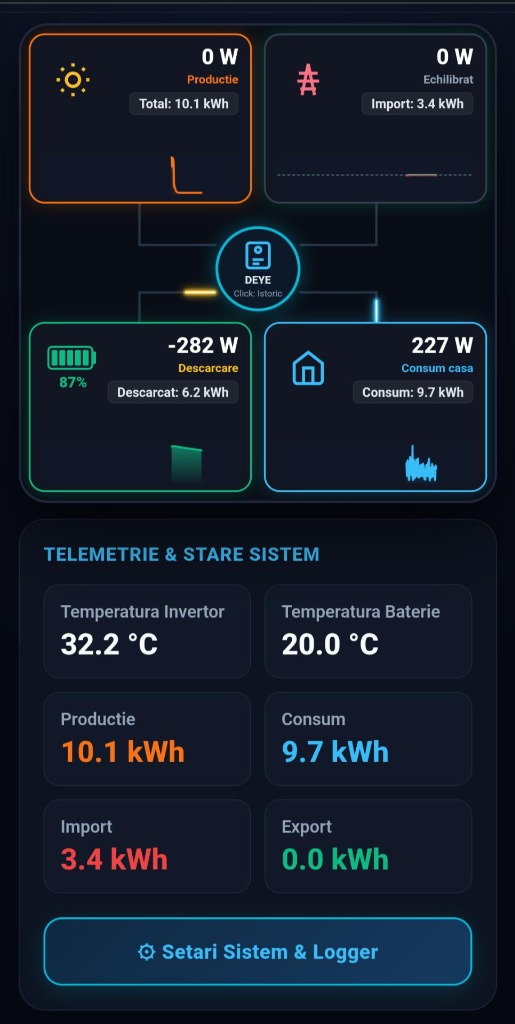 0 W
Productie
Total: 10.1 kWh
0 W
Echilibrat
Import: 3.4 kWh
DEYE
Click: Istoric
-282 W
Descarcare
87%
Descarcat: 6.2 kWh
227 W
Consum casa
Consum: 9.7 kWh
TELEMETRIE & STARE SISTEM
Temperatura Invertor
32.2 °C
Temperatura Baterie
20.0 °C
Productie
10.1 kWh
Consum
9.7 kWh
Import
3.4 kWh
Export
0.0 kWh
Setari Sistem & Logger